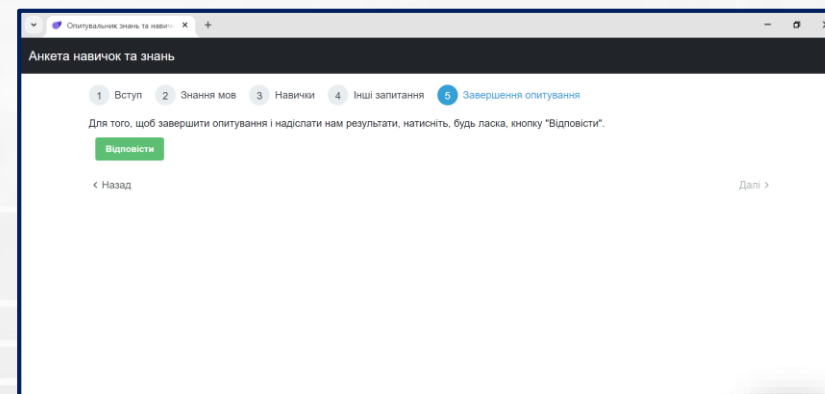 Опитувальник знань та навич
Анкета навичок та знань
1 Вступ 2 Знання мов 3 Навички 4 Інші запитання 5 Завершення опитування
Для того, щоб завершити опитування і надіслати нам результати, натисніть, будь ласка, кнопку "Відповісти".
Відповісти
< Назад Далі >